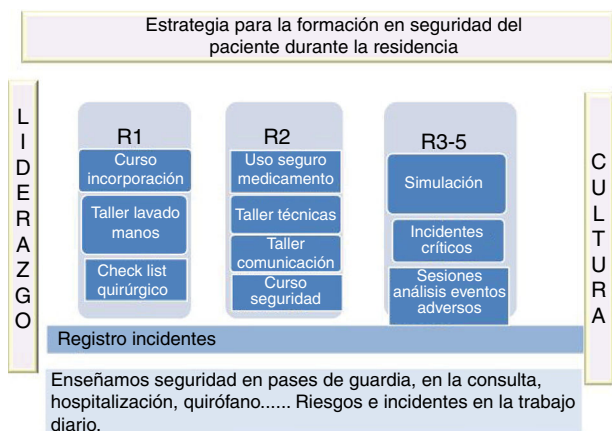 Estrategia para la formación en seguridad del
paciente durante la residencia
LIDERAZGO
R1
Curso
incorporación
Taller lavado
manos
Check list
quirúrgico
R2
Uso seguro
medicamento
Taller técnicas
Taller
comunicación
Curso
seguridad
R3-5
Simulación
Incidentes
críticos
Sesiones
análisis eventos
adversos
CULTURA
Registro incidentes
Enseñamos seguridad en pases de guardia, en la consulta,
hospitalización, quirófano...... Riesgos e incidentes en la trabajo
diario.